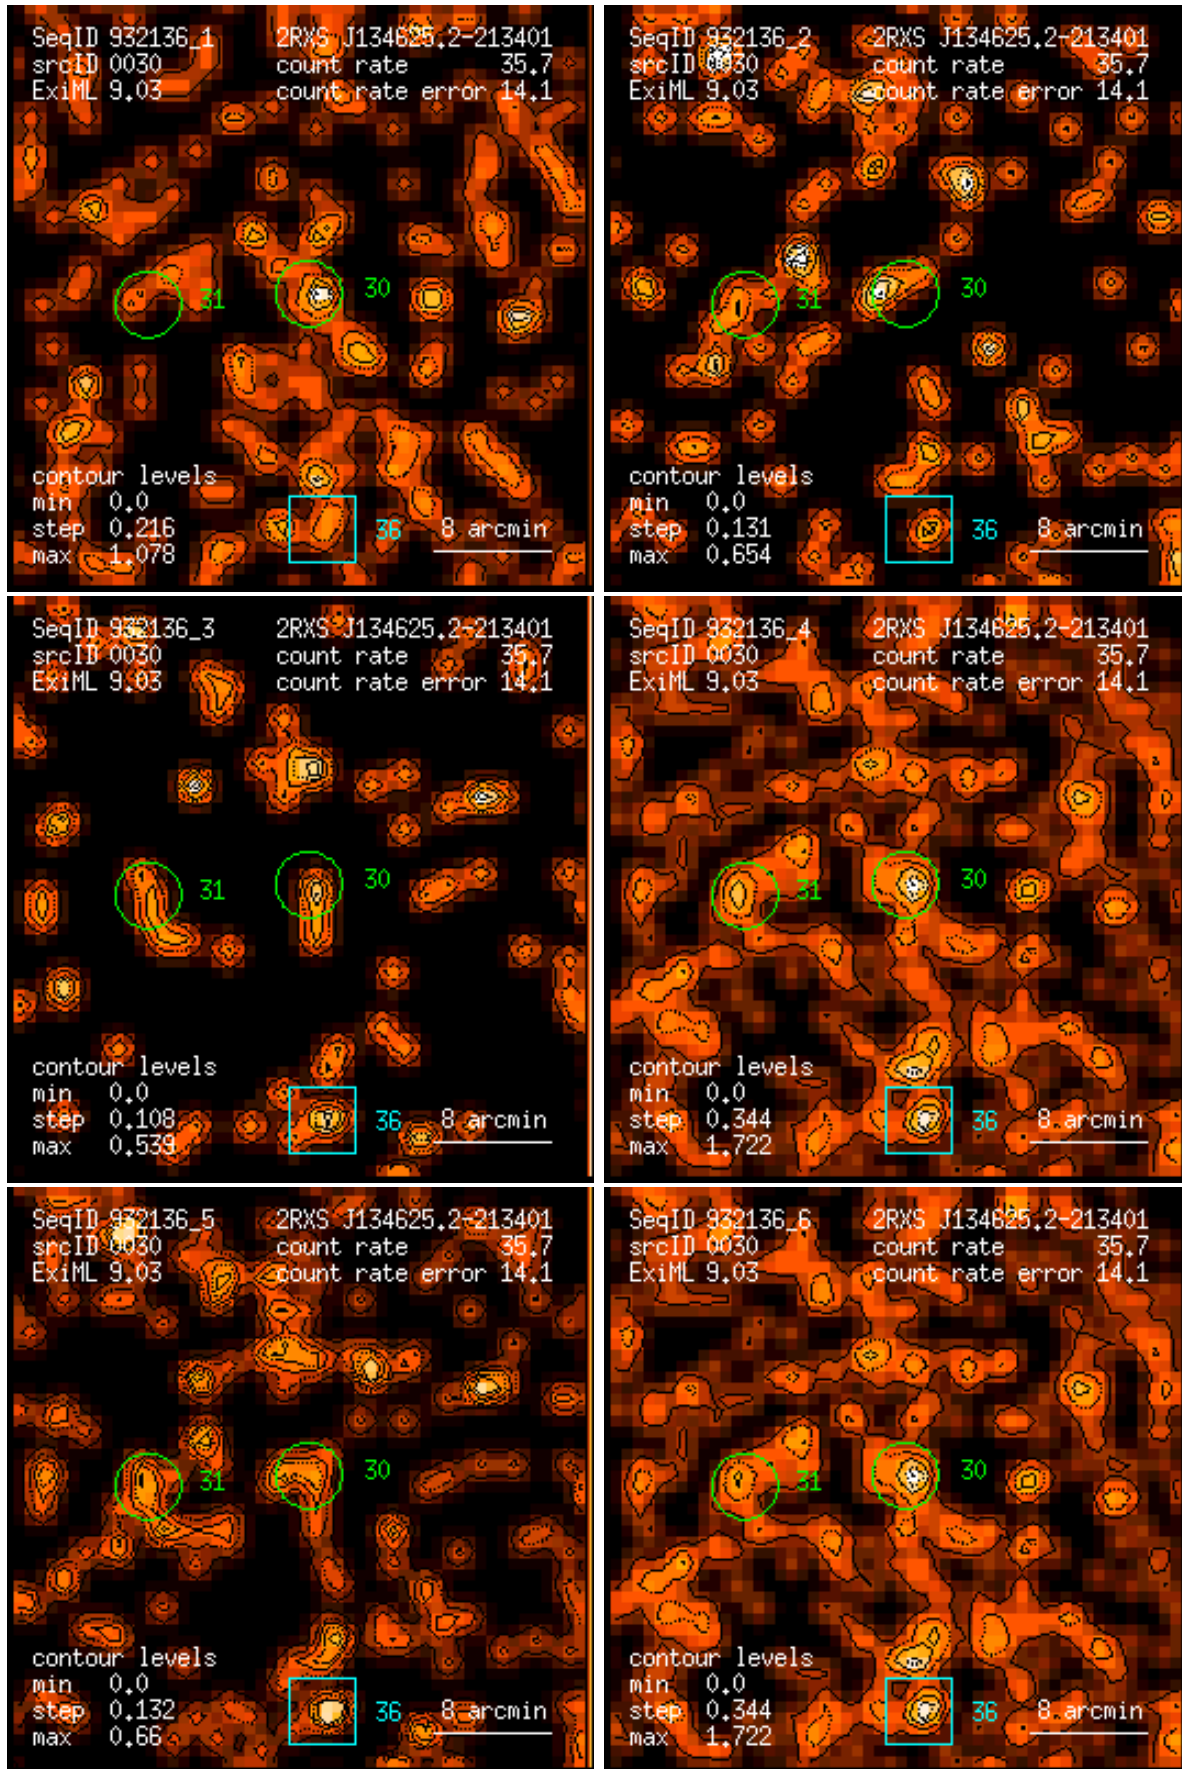 SeqID 932136_1 2RXS J134625.2-213401
srcID 0030 count rate 35.7
ExiML 9.03 count rate error 14.1
31 30
contour levels
min 0.0
step 0.216 36 8 arcmin
max 1.078
SeqID 932136_2 2RXS J134625.2-213401
srcID 0030 count rate 35.7
ExiML 9.03 count rate error 14.1
31 30
contour levels
min 0.0
step 0.131 36 8 arcmin
max 0.654
SeqID 932136_3 2RXS J134625.2-213401
srcID 0030 count rate 35.7
ExiML 9.03 count rate error 14.1
31 30
contour levels
min 0.0
step 0.108 36 8 arcmin
max 0.539
SeqID 932136_4 2RXS J134625.2-213401
srcID 0030 count rate 35.7
ExiML 9.03 count rate error 14.1
31 30
contour levels
min 0.0
step 0.344 36 8 arcmin
max 1.722
SeqID 932136_5 2RXS J134625.2-213401
srcID 0030 count rate 35.7
ExiML 9.03 count rate error 14.1
31 30
contour levels
min 0.0
step 0.132 36 8 arcmin
max 0.66
SeqID 932136_6 2RXS J134625.2-213401
srcID 0030 count rate 35.7
ExiML 9.03 count rate error 14.1
31 30
contour levels
min 0.0
step 0.344 36 8 arcmin
max 1.722